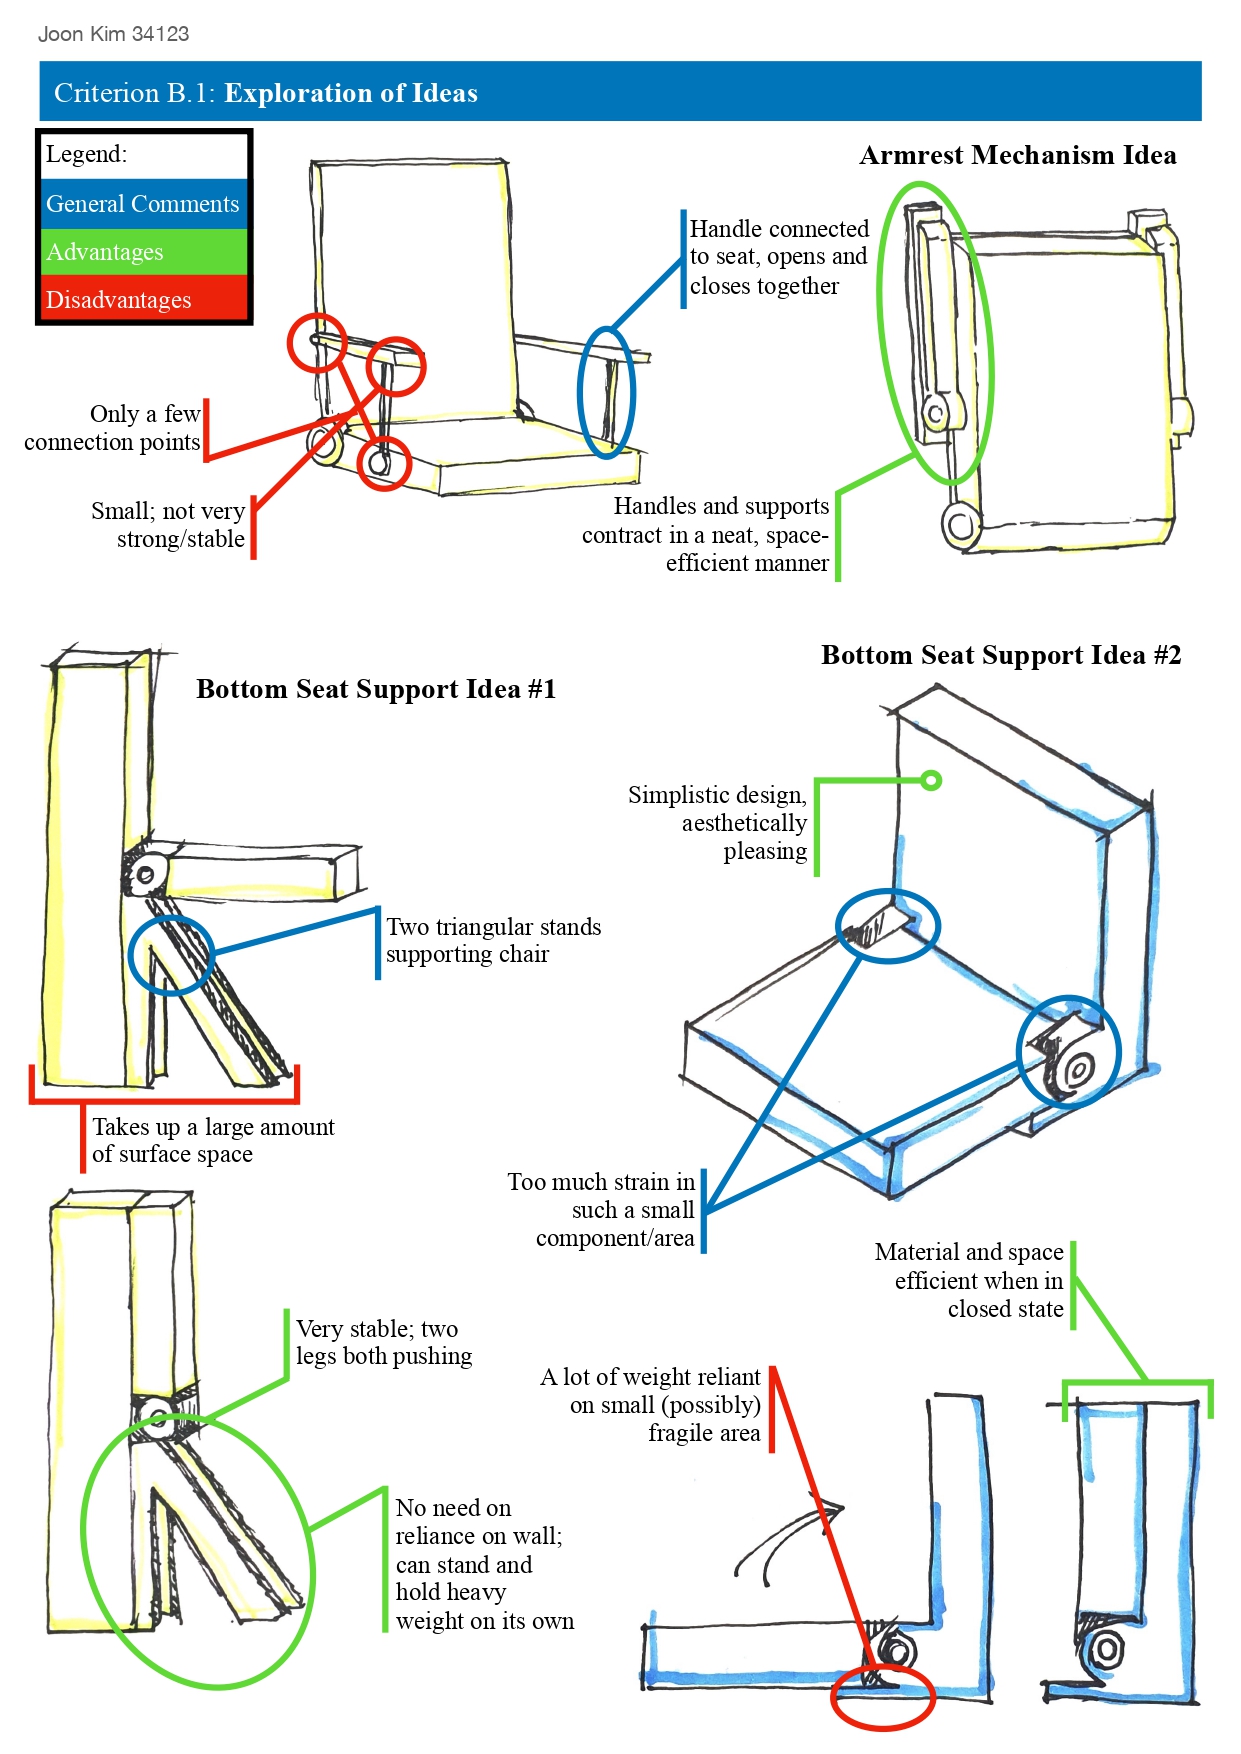 Joon Kim 34123
Criterion B.1: Exploration of Ideas
Legend:
General Comments
Advantages
Disadvantages
Armrest Mechanism Idea
Handle connected
to seat, opens and
closes together
Only a few
connection points
Small; not very
strong/stable
Handles and supports
contract in a neat, space-
efficient manner
Bottom Seat Support Idea #1
Two triangular stands
supporting chair
Takes up a large amount
of surface space
Very stable; two
legs both pushing
No need on
reliance on wall;
can stand and
hold heavy
weight on its own
Bottom Seat Support Idea #2
Simplistic design,
aesthetically
pleasing
Too much strain in
such a small
component/area
Material and space
efficient when in
closed state
A lot of weight reliant
on small (possibly)
fragile area